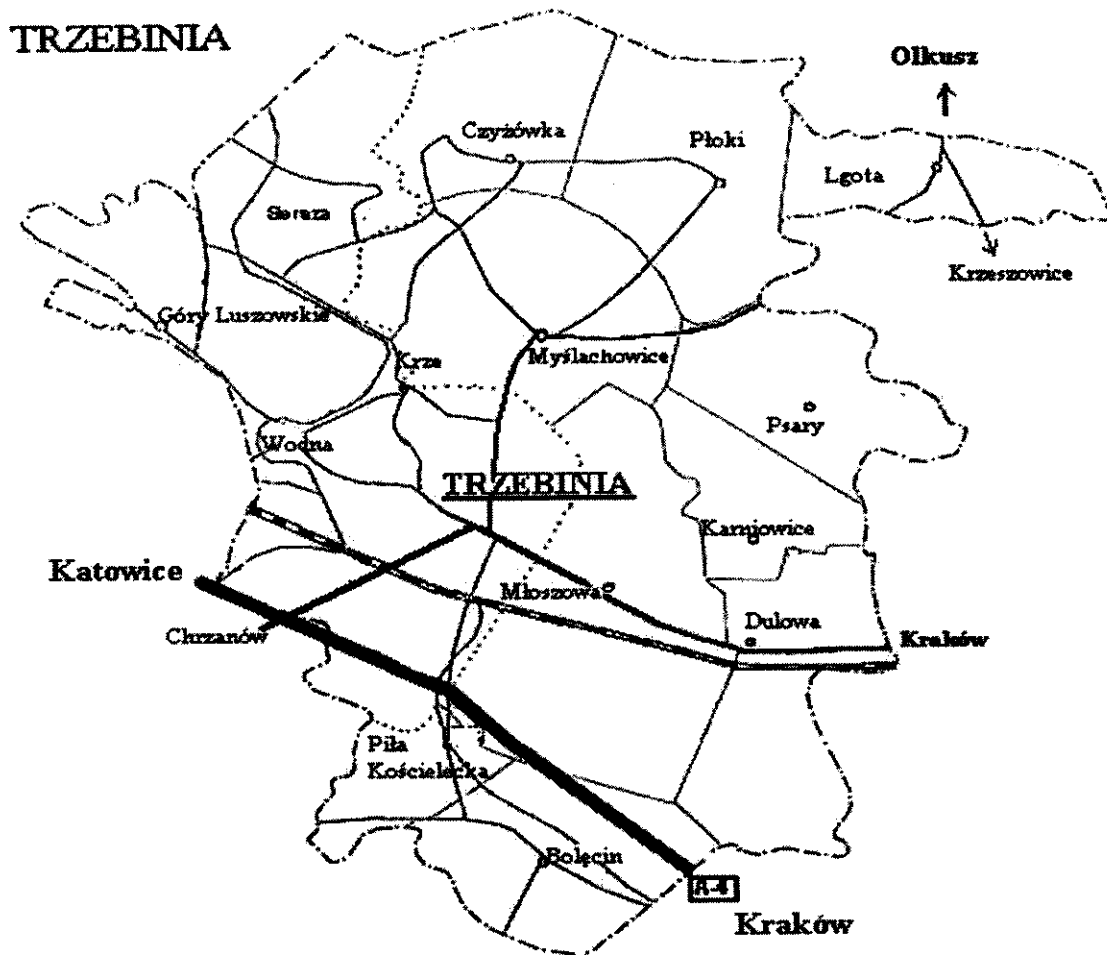 TRZEBINIA
Olkusz
Czyżówka
Płoki
Lgota
Siersza
Krzeszowice
Góry Luszowskie
Krze
Myślachowice
Psary
Wodna
TRZEBINIA
Karniowice
Katowice
Młoszowa
Chrzanów
Dulowa
Kraków
Piła
Kościelecka
Bolęcin
A-4
Kraków